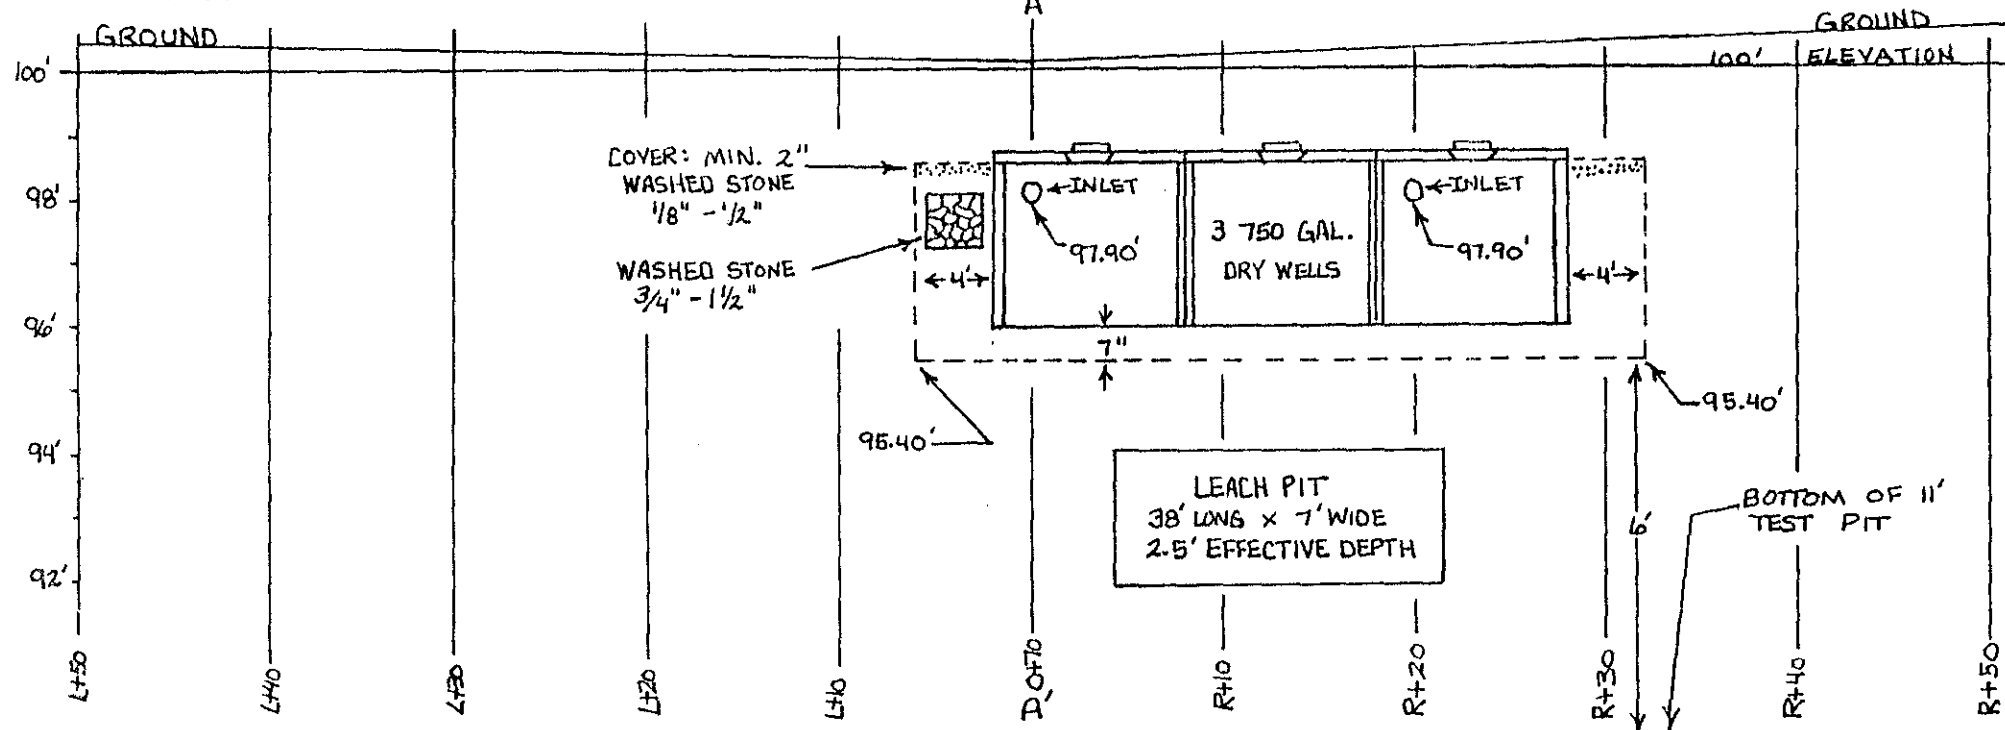 A
GROUND
GROUND
100'
100' ELEVATION
COVER: MIN. 2"
WASHED STONE
1/8" - 1/2"
98'
INLET
INLET
3 750 GAL.
DRY WELLS
97.90'
97.90'
WASHED STONE
3/4" - 1 1/2"
4'
4'
96'
7"
95.40'
95.40'
94'
LEACH PIT
38' LONG x 7' WIDE
2.5' EFFECTIVE DEPTH
BOTTOM OF 11'
TEST PIT
6'
92'
L+50
L+40
L+30
L+20
L+10
0+70
A'
R+10
R+20
R+30
R+40
R+50